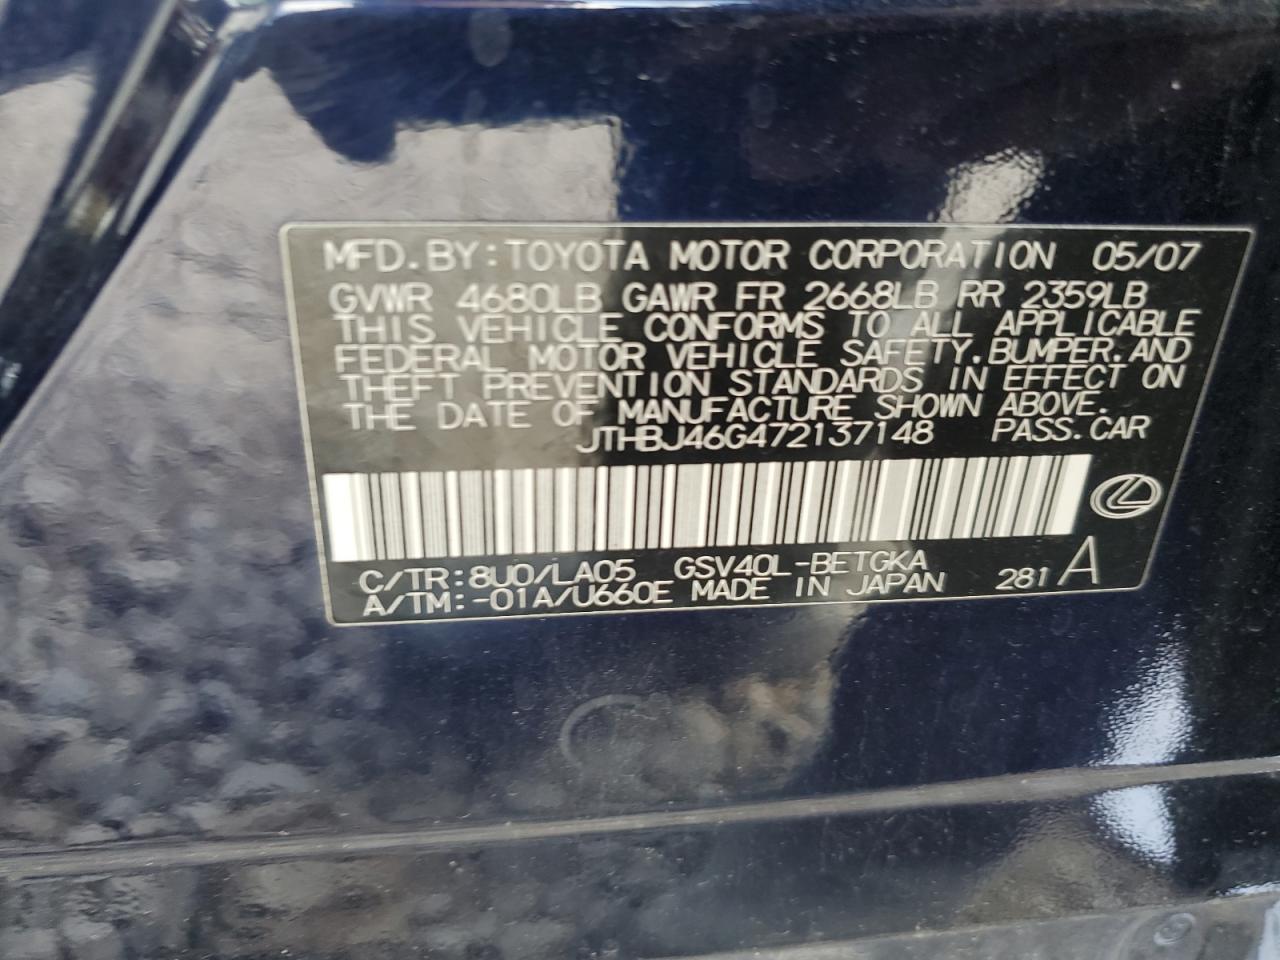 MFD. BY: TOYOTA MOTOR CORPORATION 05/07
GVWR 4680LB GAWR FR 2668LB RR 2359LB
THIS VEHICLE CONFORMS TO ALL APPLICABLE
FEDERAL MOTOR VEHICLE SAFETY, BUMPER, AND
THEFT PREVENTION STANDARDS IN EFFECT ON
THE DATE OF MANUFACTURE SHOWN ABOVE.
JTHBJ46G472137148 PASS. CAR
C/TR: 8U0/LA05 GSV40L-BETGKA
A/TM: -01A/U660E MADE IN JAPAN 281 A